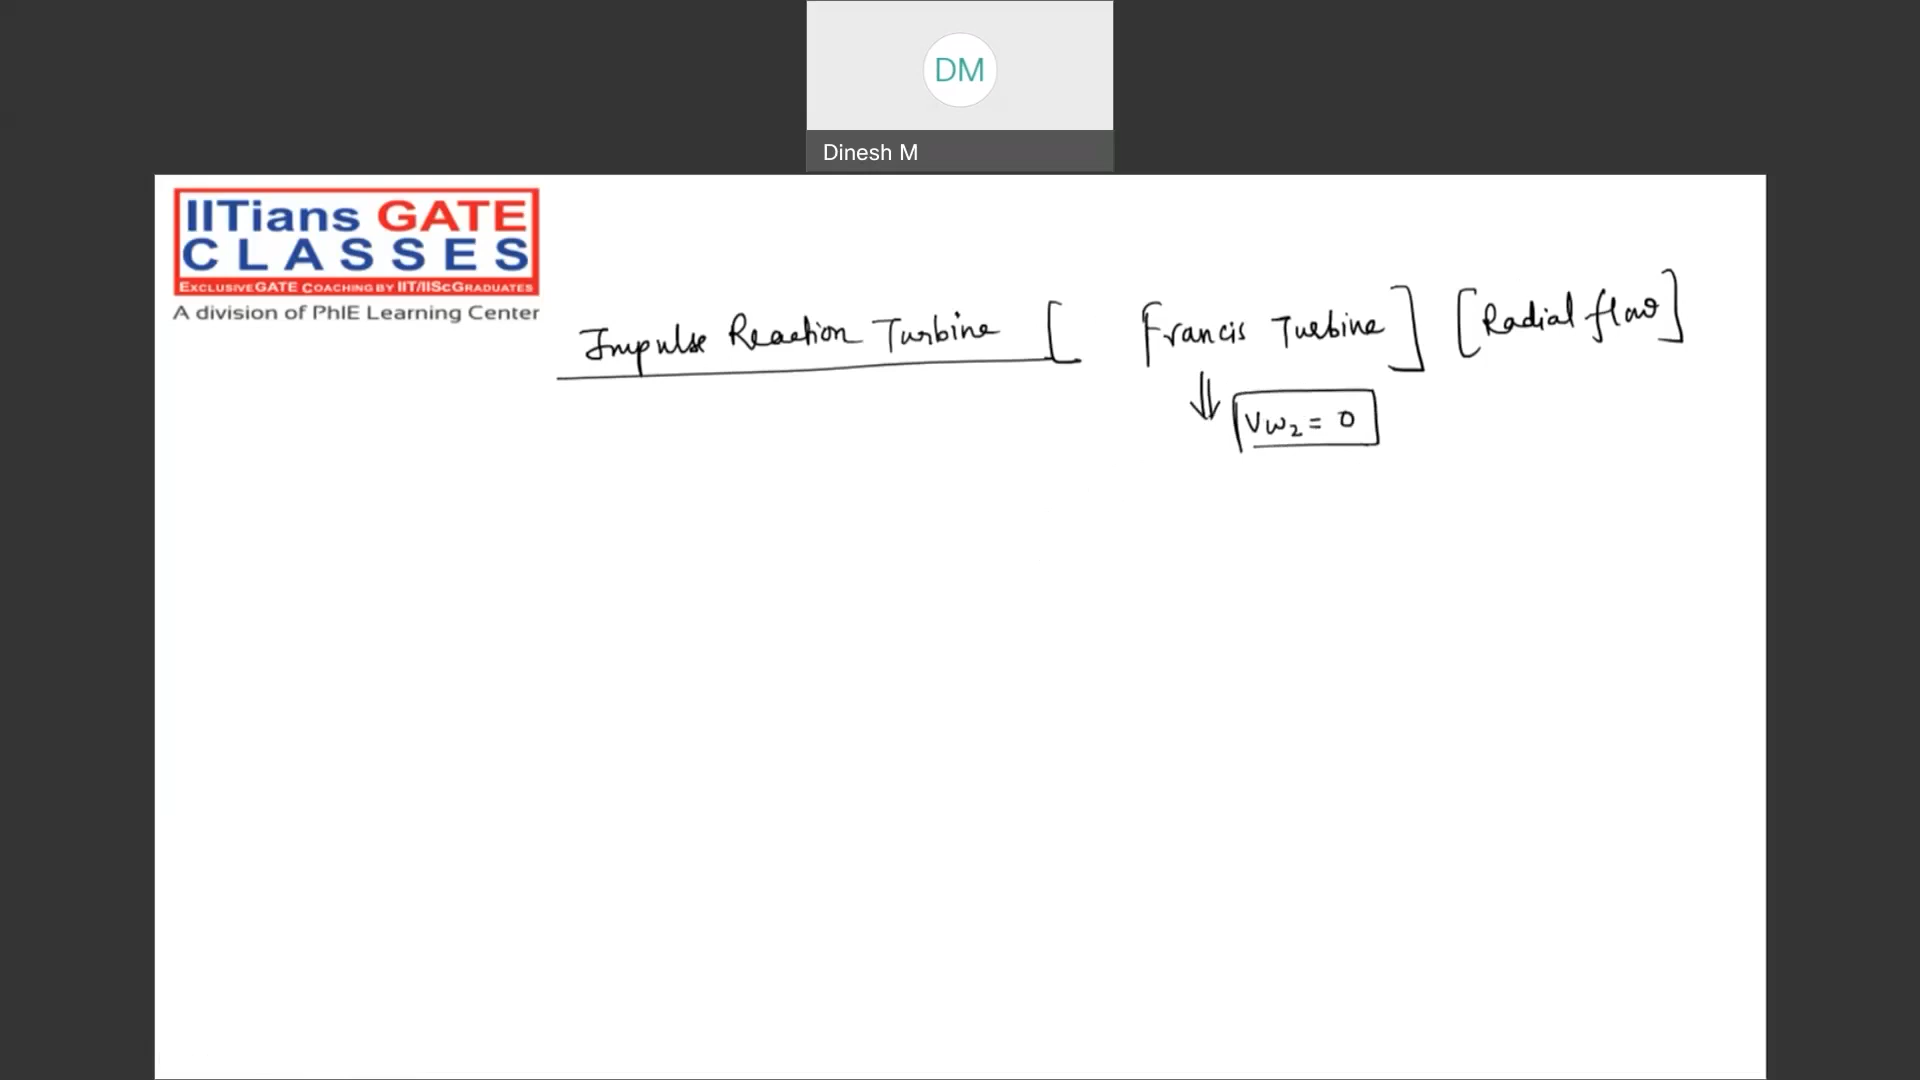 DM
Dinesh M
IITians GATE
CLASSES
EXCLUSIVE GATE COACHING BY IIT/IISc GRADUATES
A division of PhIE Learning Center
Impulse Reaction Turbine [ Francis Turbine ] [Radial flow]
⇓ Vw₂ = 0